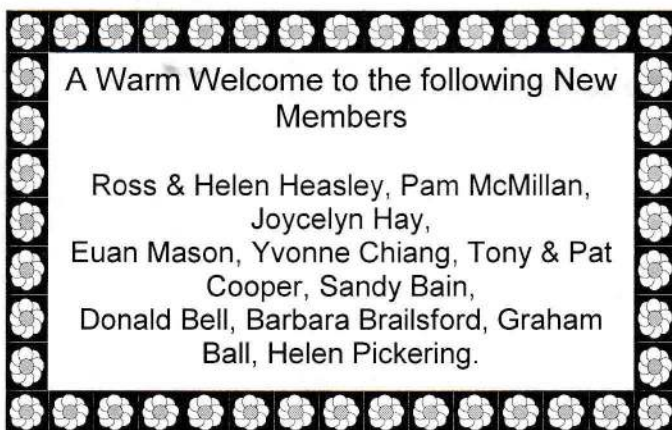 A Warm Welcome to the following New
Members
Ross & Helen Heasley, Pam McMillan,
Joycelyn Hay,
Euan Mason, Yvonne Chiang, Tony & Pat
Cooper, Sandy Bain,
Donald Bell, Barbara Brailsford, Graham
Ball, Helen Pickering.